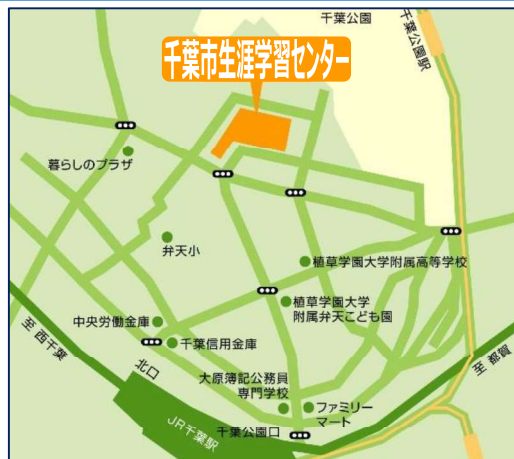 千葉公園
千葉公園駅
千葉市生涯学習センター
暮らしのプラザ
弁天小
植草学園大学附属高等学校
植草学園大学
附属弁天こども園
中央労働金庫
千葉信用金庫
至 西千葉
北口
大原簿記公務員
専門学校
ファミリー
マート
至 都賀
JR千葉駅
千葉公園口